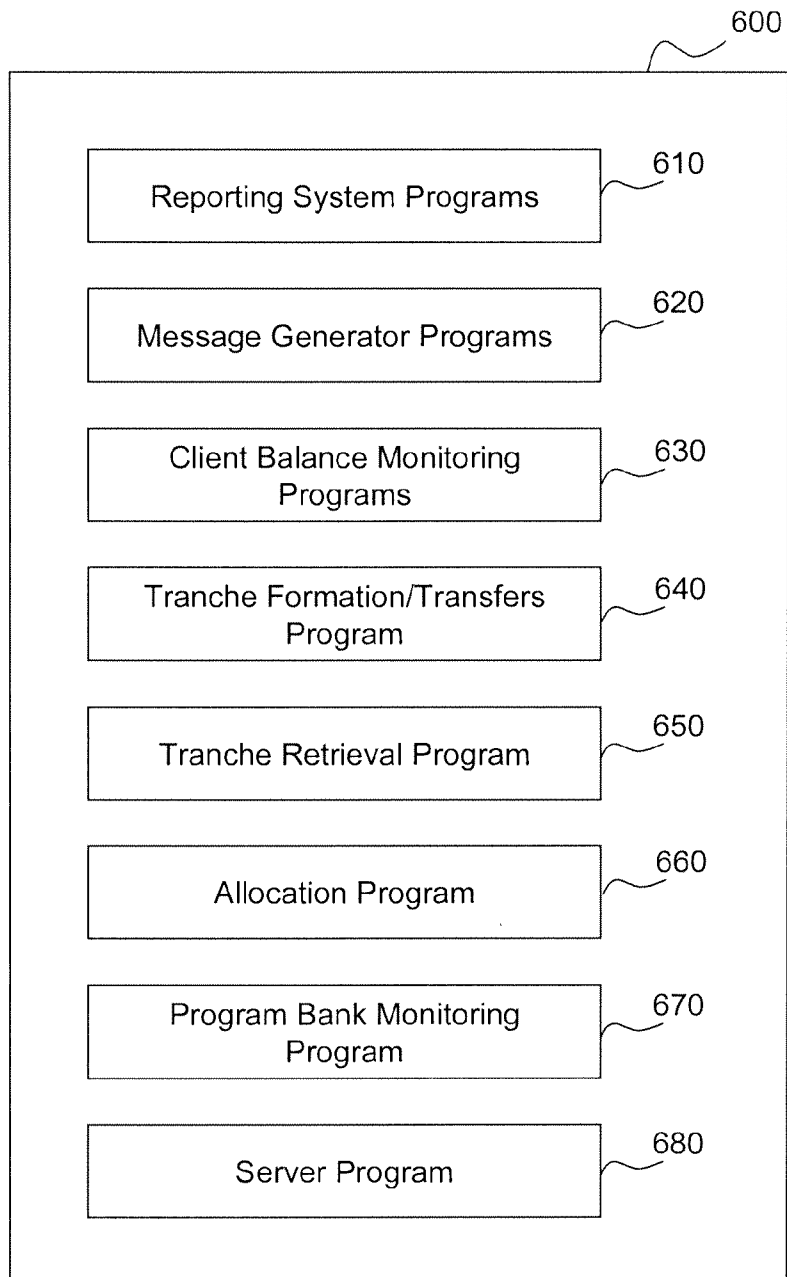 600
610
Reporting System Programs
620
Message Generator Programs
630
Client Balance Monitoring
Programs
640
Tranche Formation/Transfers
Program
650
Tranche Retrieval Program
660
Allocation Program
670
Program Bank Monitoring
Program
680
Server Program